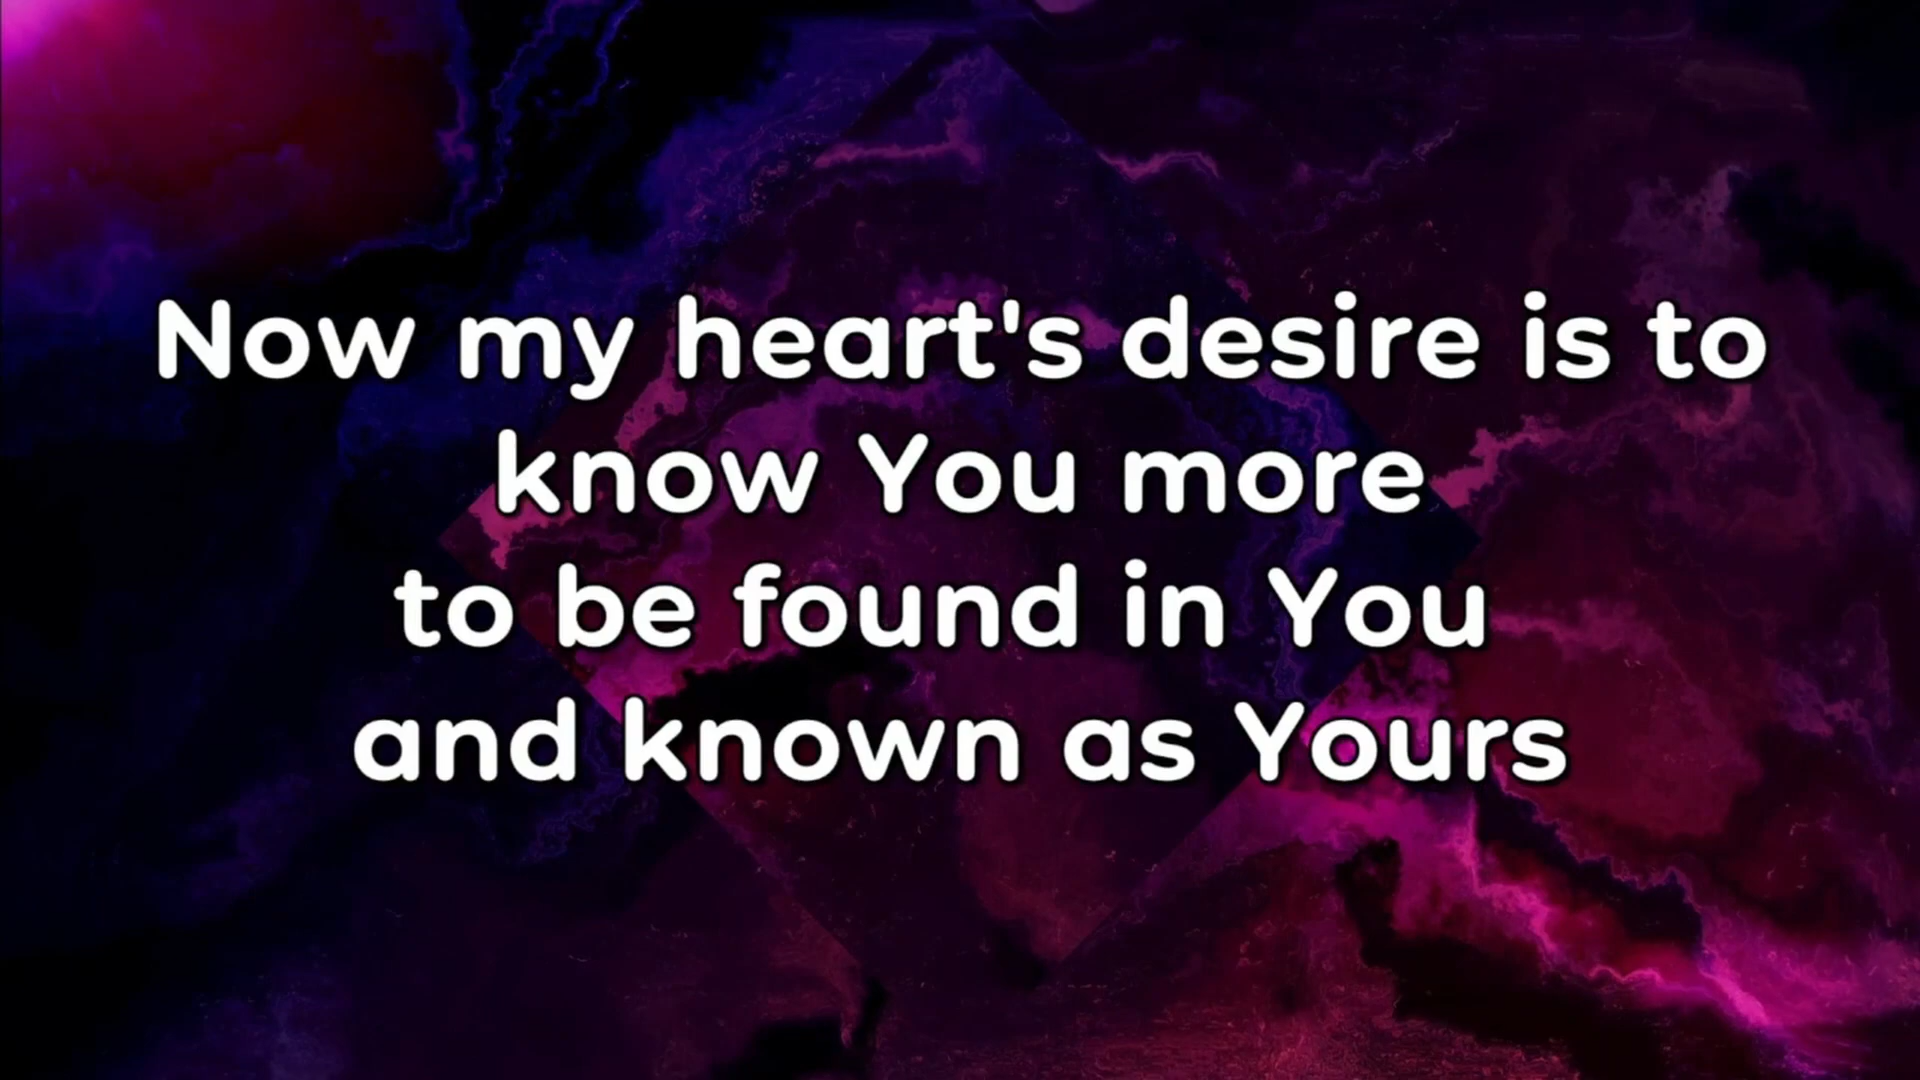 Now my heart's desire is to
know You more
to be found in You
and known as Yours